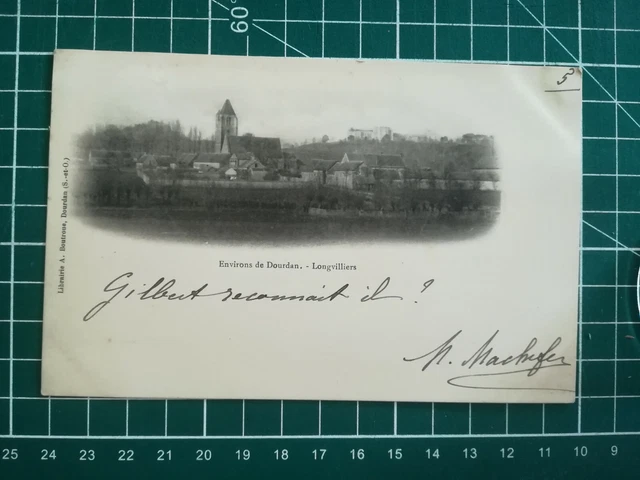 60°
5
Librairie A. Boutroue, Dourdan (S.-et-O.)
Environs de Dourdan. - Longvilliers
Gilbert reconnait il ?
M. Machefer
25 24 23 22 21 20 19 18 17 16 15 14 13 12 11 10 9